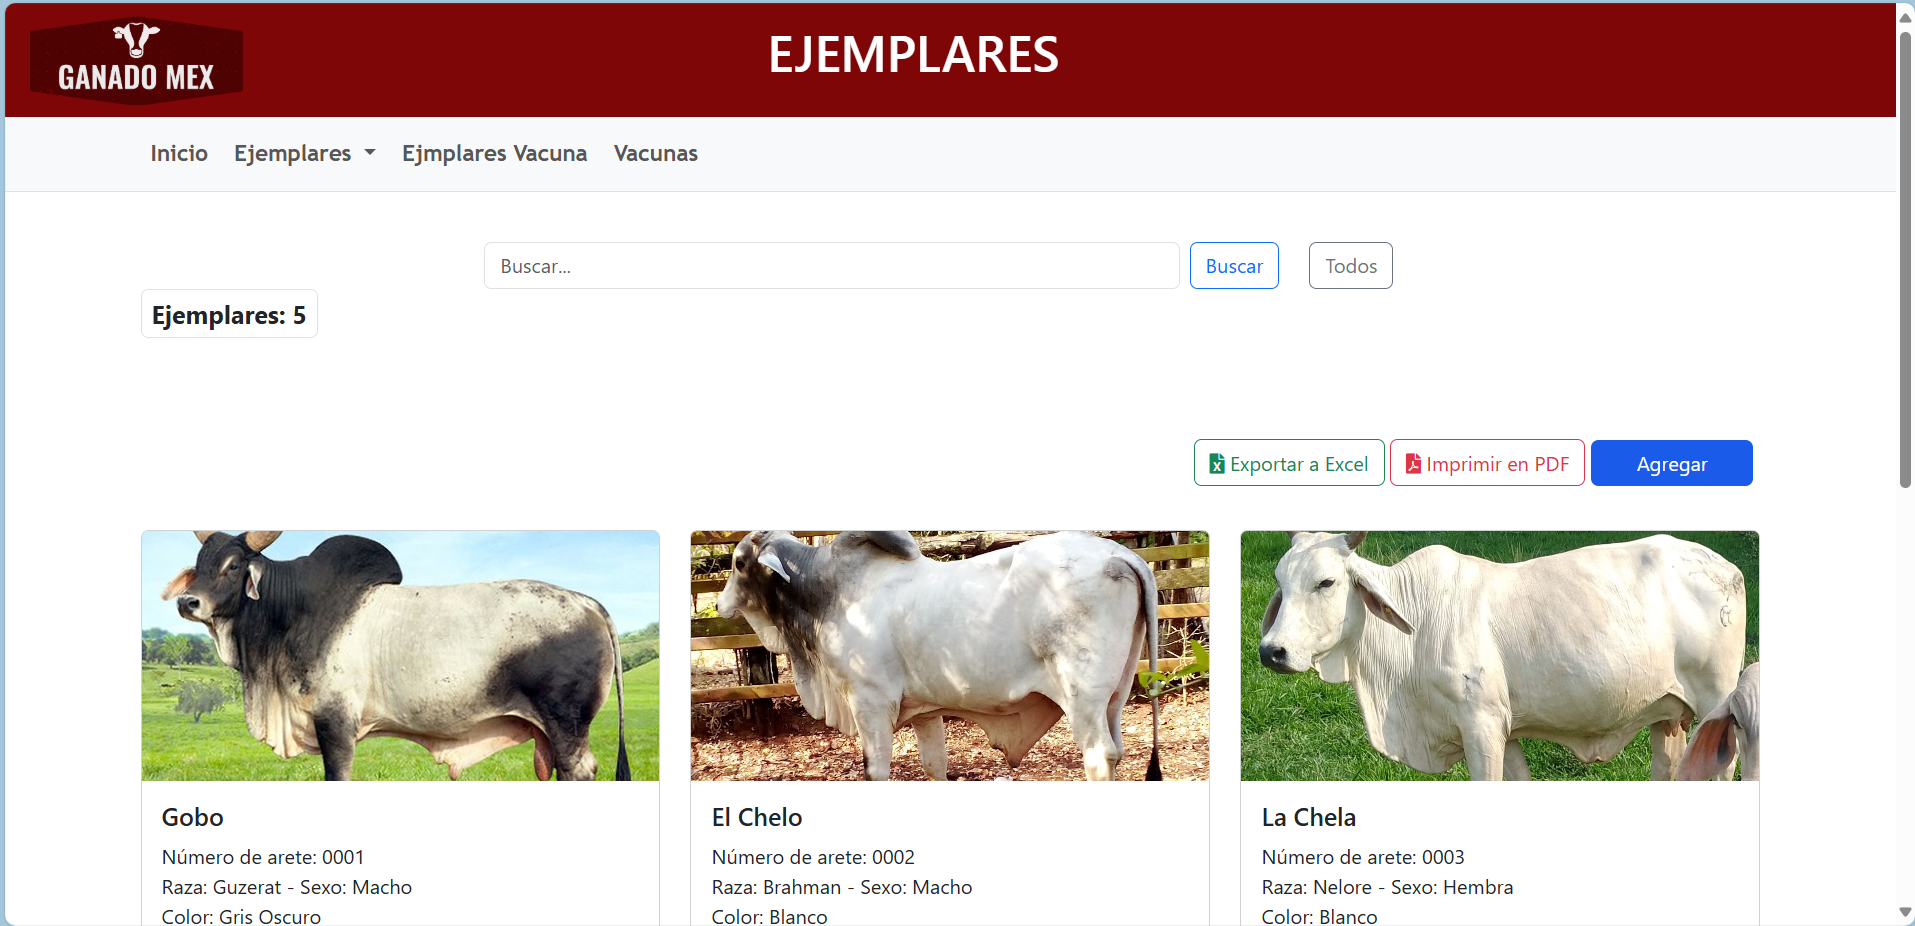 GANADO MEX
EJEMPLARES
Inicio Ejemplares Ejmplares Vacuna Vacunas
Buscar... Buscar Todos
Ejemplares: 5
Exportar a Excel Imprimir en PDF Agregar
Gobo
Número de arete: 0001
Raza: Guzerat - Sexo: Macho
Color: Gris Oscuro
El Chelo
Número de arete: 0002
Raza: Brahman - Sexo: Macho
Color: Blanco
La Chela
Número de arete: 0003
Raza: Nelore - Sexo: Hembra
Color: Blanco